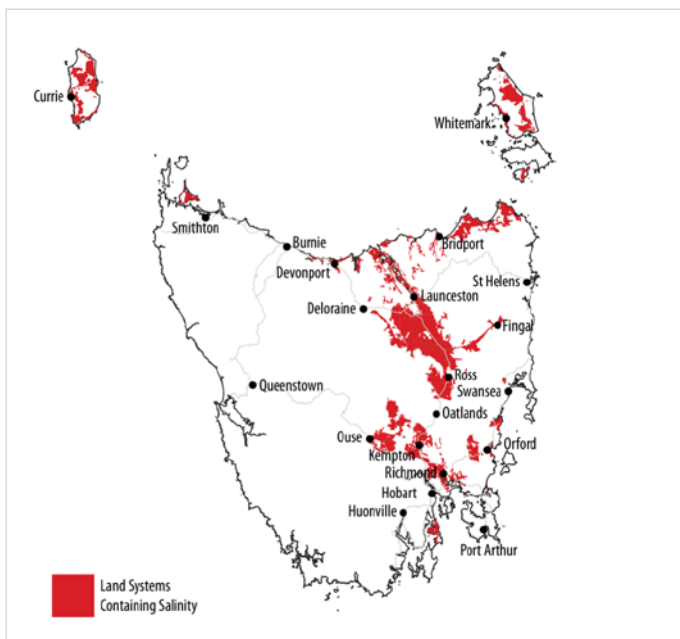 Currie
Whitemark
Smithton
Burnie
Bridport
Devonport
St Helens
Launceston
Deloraine
Fingal
Ross
Queenstown
Swansea
Oatlands
Ouse
Orford
Kempton
Richmond
Hobart
Huonville
Port Arthur
Land Systems
Containing Salinity